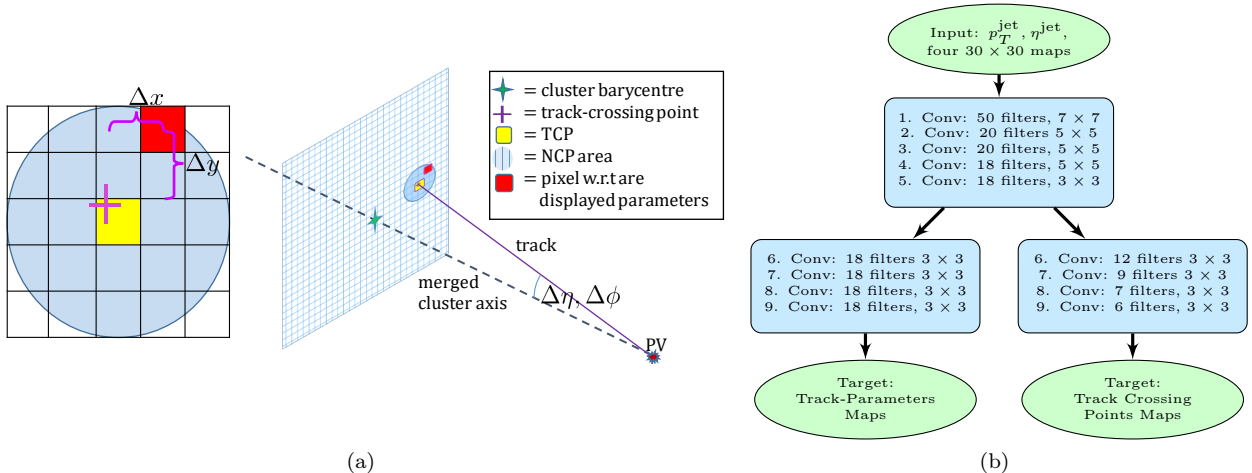 Δx
Δy
= cluster barycentre
= track-crossing point
= TCP
= NCP area
= pixel w.r.t are
displayed parameters
track
merged
cluster axis
Δη, Δϕ
PV
(a)
Input: p_T^jet, η^jet,
four 30 × 30 maps
1. Conv: 50 filters, 7 × 7
2. Conv: 20 filters 5 × 5
3. Conv: 20 filters, 5 × 5
4. Conv: 18 filters, 5 × 5
5. Conv: 18 filters, 3 × 3
6. Conv: 18 filters 3 × 3
7. Conv: 18 filters, 3 × 3
8. Conv: 18 filters, 3 × 3
9. Conv: 18 filters, 3 × 3
6. Conv: 12 filters 3 × 3
7. Conv: 9 filters, 3 × 3
8. Conv: 7 filters, 3 × 3
9. Conv: 6 filters, 3 × 3
Target:
Track-Parameters
Maps
Target:
Track Crossing
Points Maps
(b)